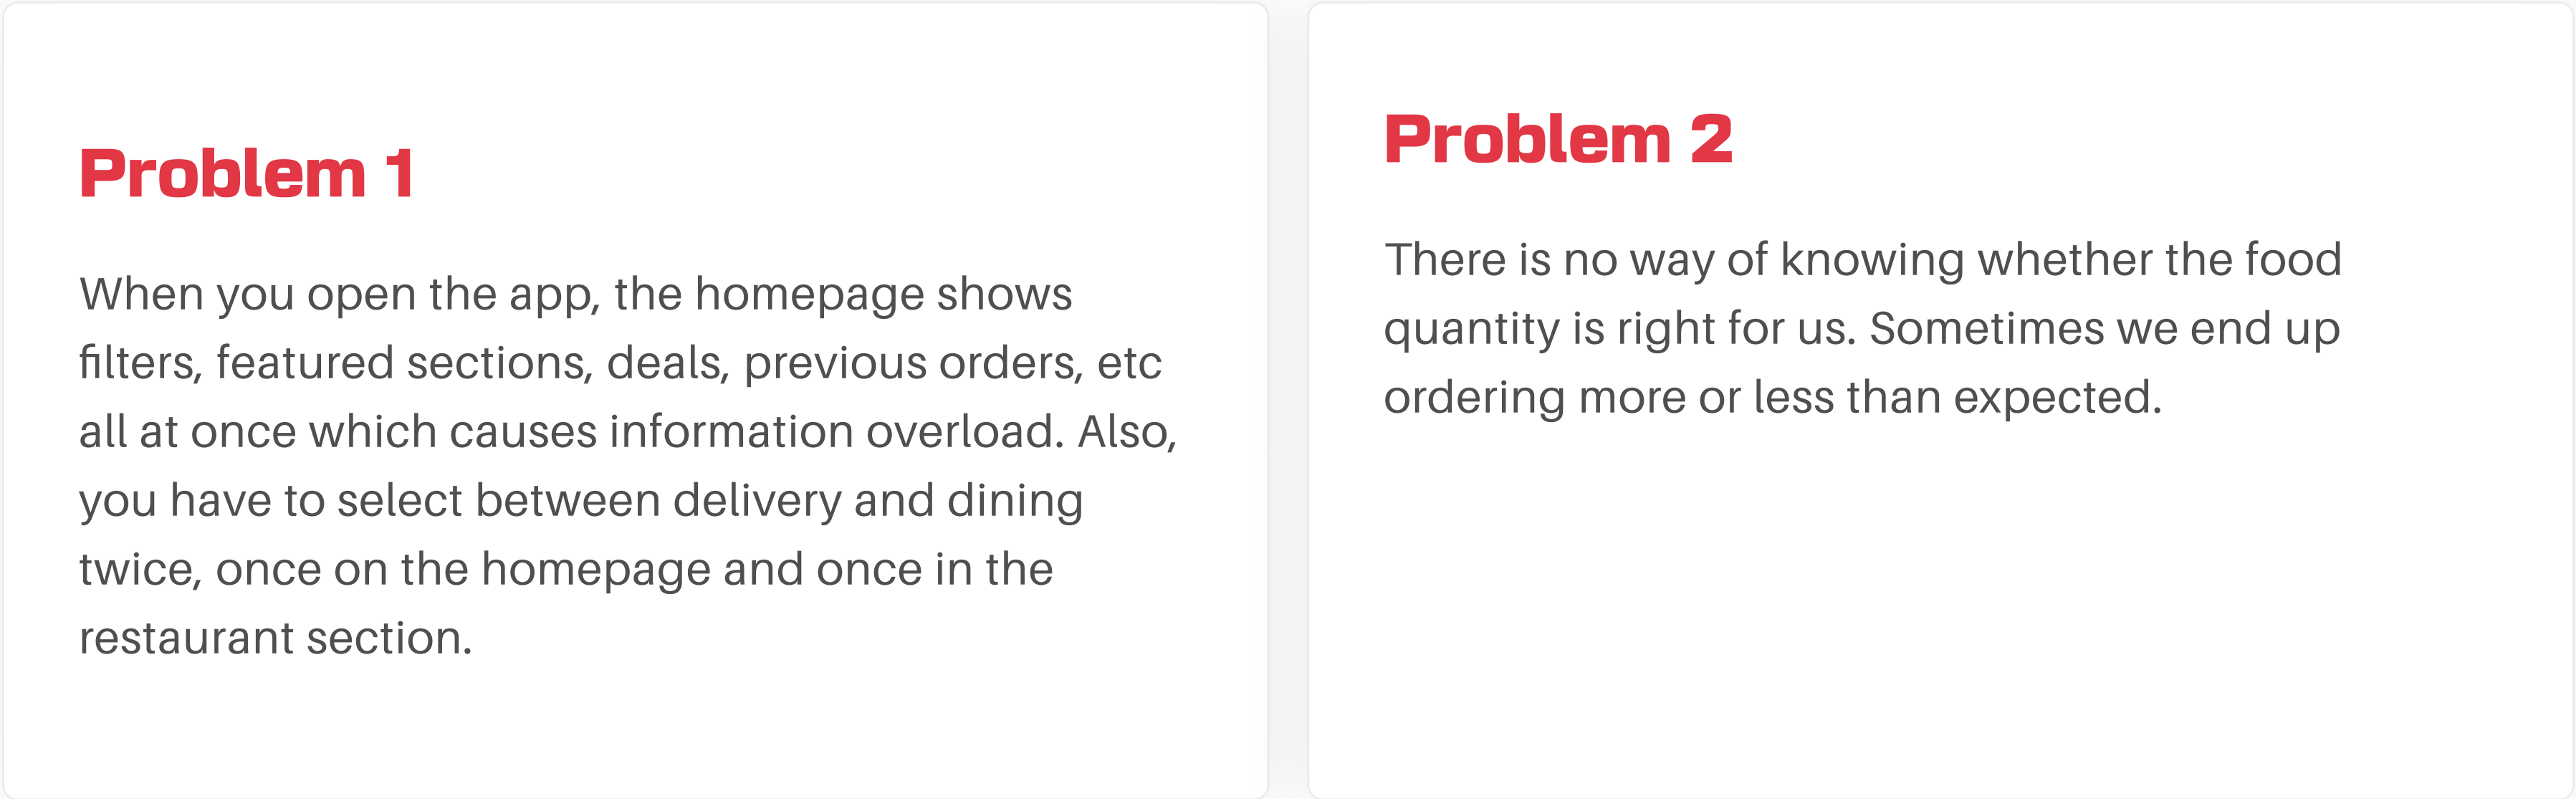 Problem 1
When you open the app, the homepage shows
filters, featured sections, deals, previous orders, etc
all at once which causes information overload. Also,
you have to select between delivery and dining
twice, once on the homepage and once in the
restaurant section.
Problem 2
There is no way of knowing whether the food
quantity is right for us. Sometimes we end up
ordering more or less than expected.